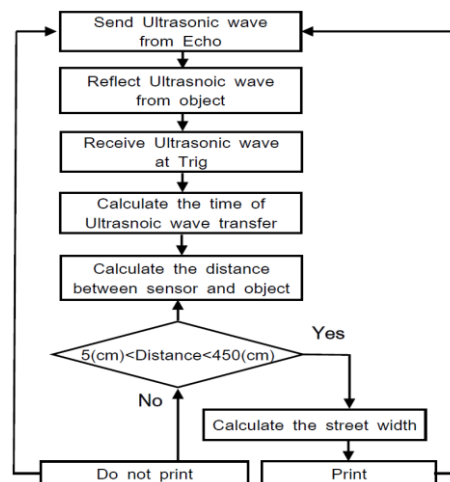 Send Ultrasonic wave
from Echo
Reflect Ultrasnoic wave
from object
Receive Ultrasonic wave
at Trig
Calculate the time of
Ultrasnoic wave transfer
Calculate the distance
between sensor and object
5(cm)<Distance<450(cm)
Yes
No
Calculate the street width
Do not print
Print